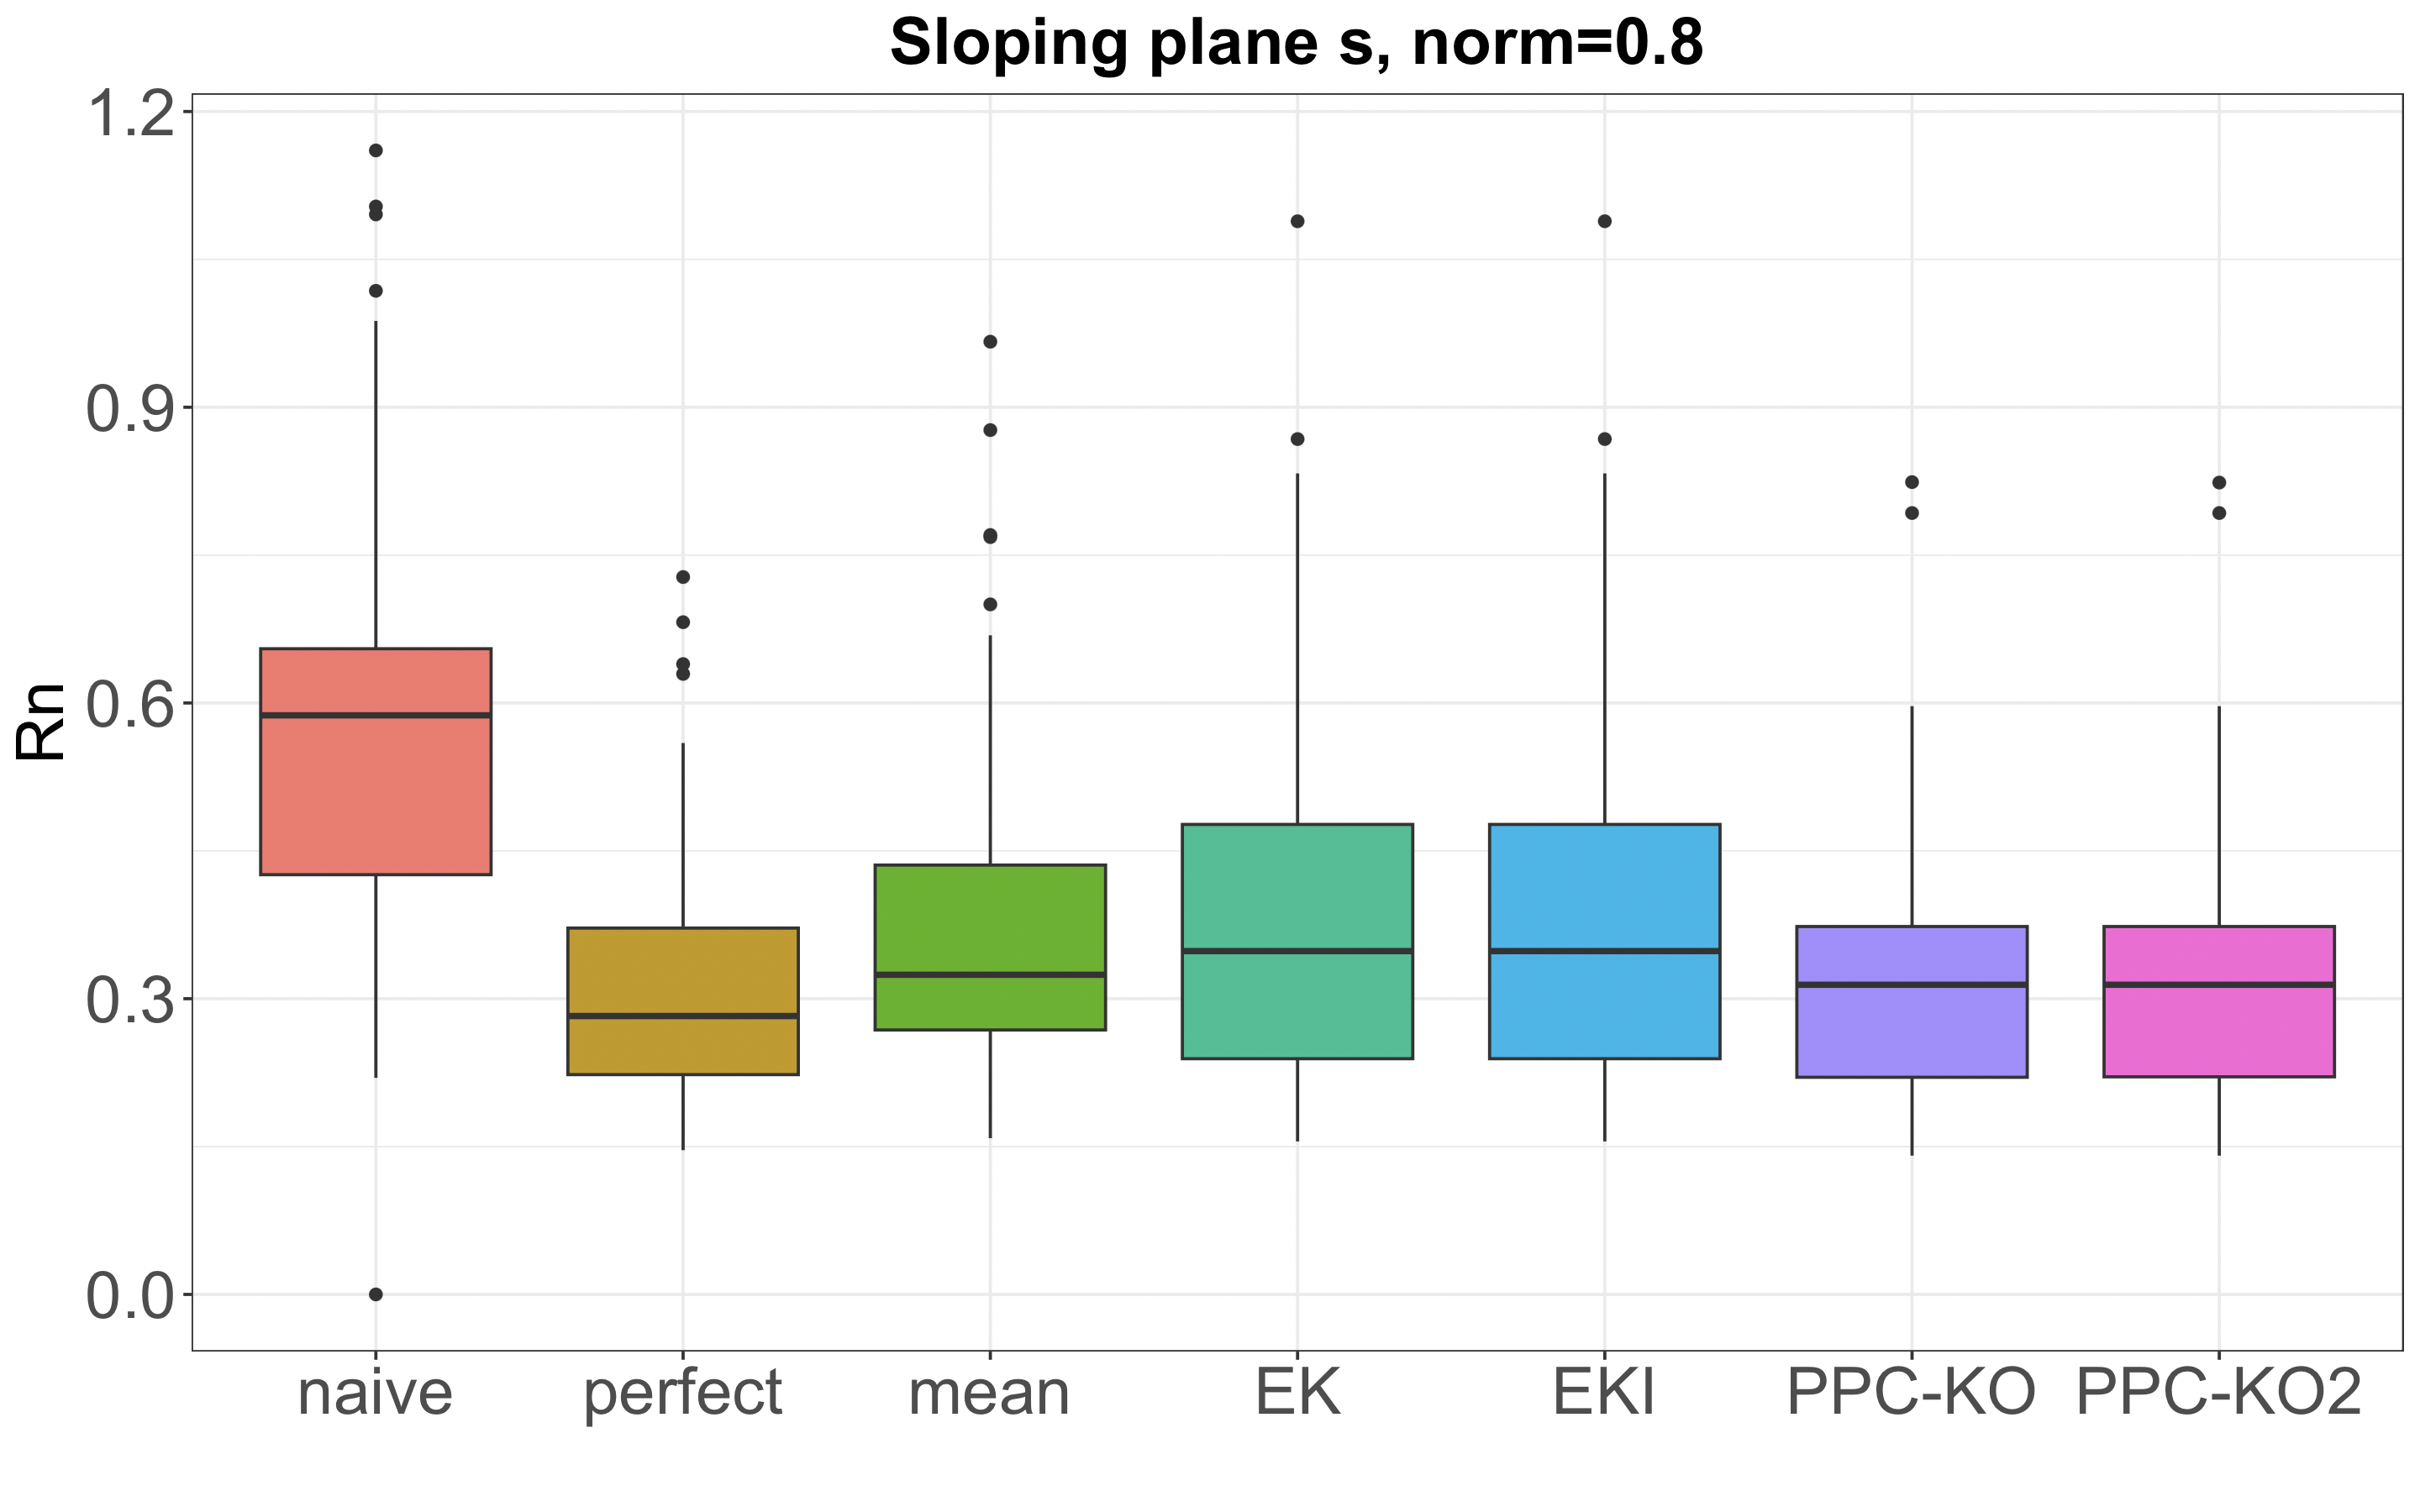 Sloping plane s, norm=0.8
Rn
1.2
0.9
0.6
0.3
0.0
naive perfect mean EK EKI PPC-KO PPC-KO2